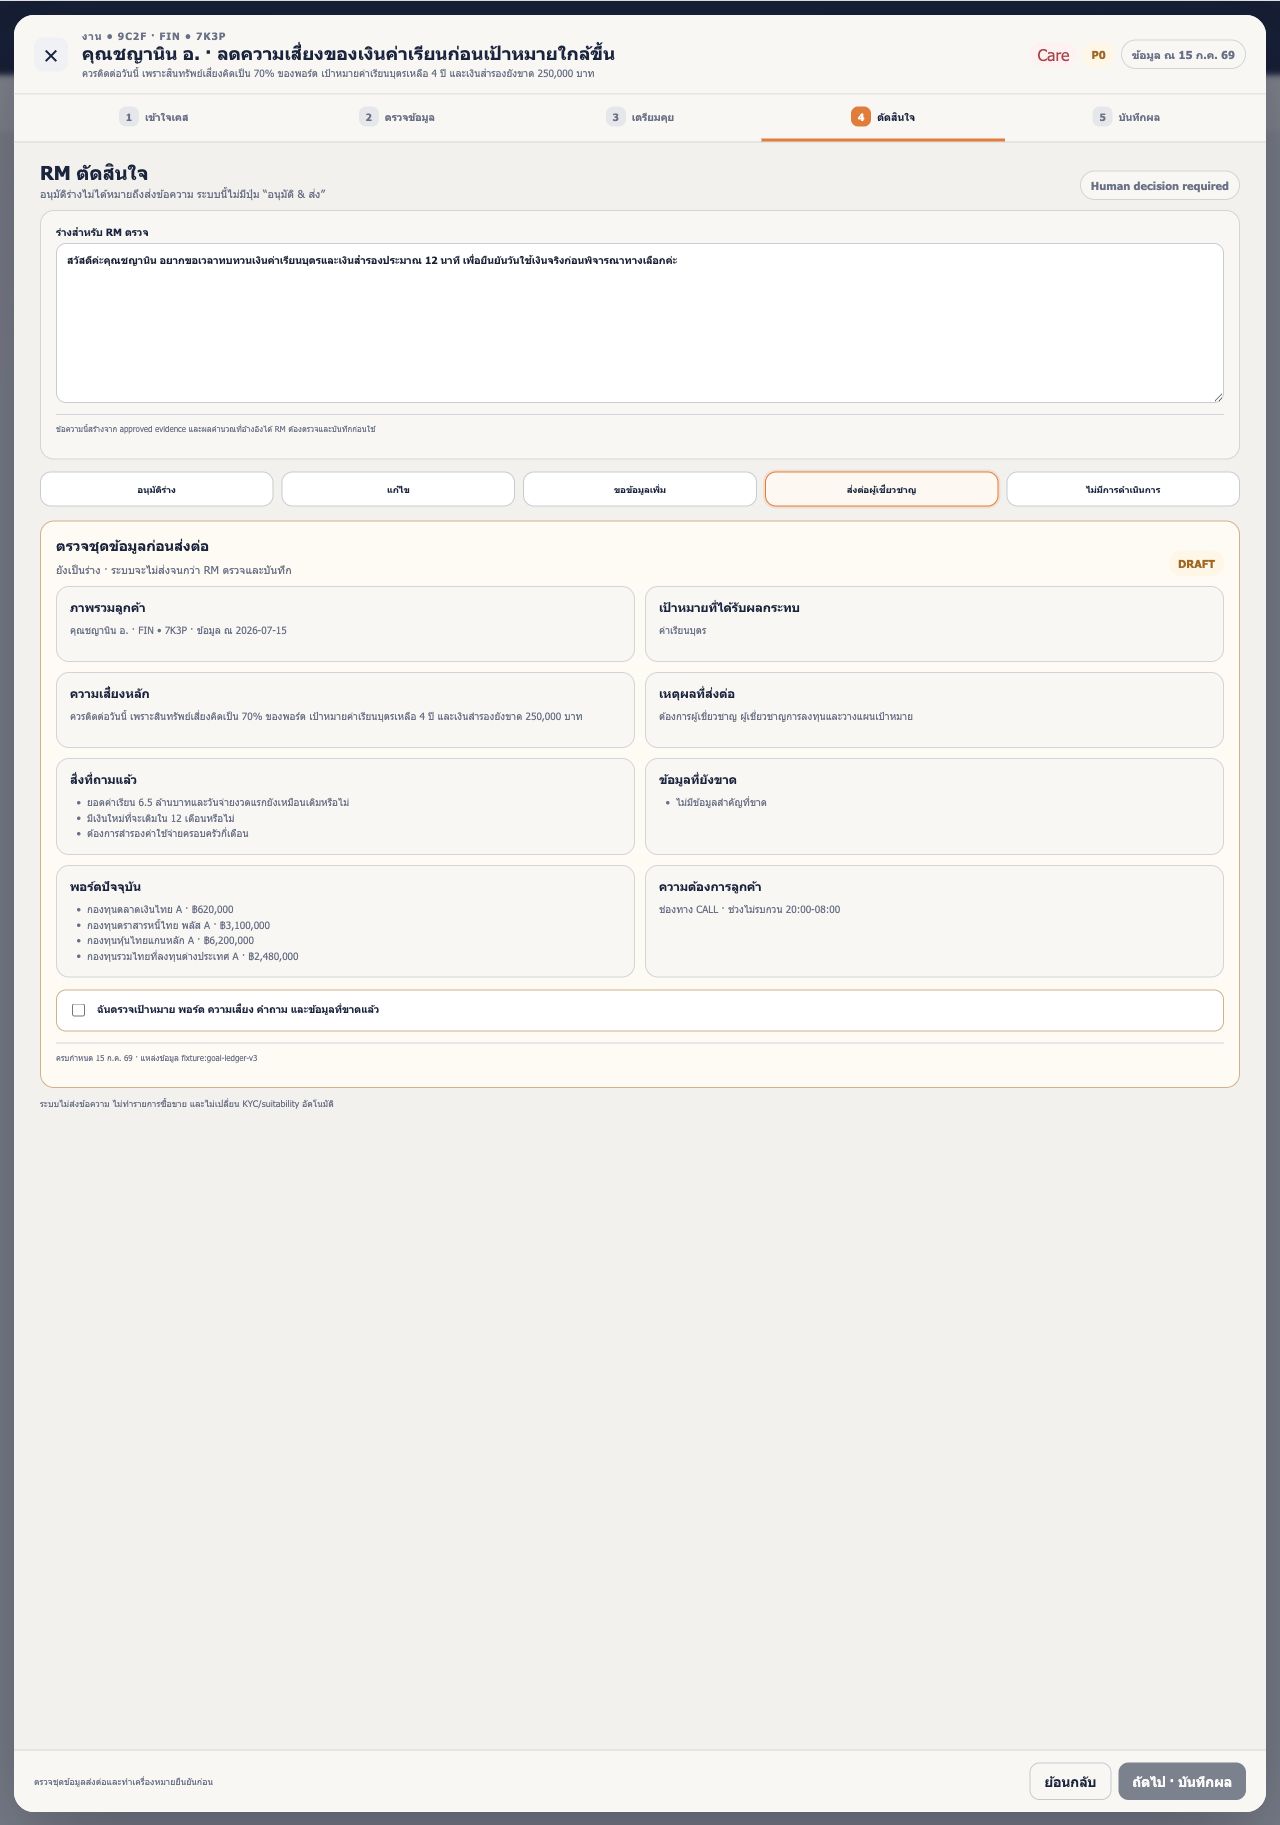 งาน • 9C2F · FIN • 7K3P
คุณชญานิน อ. · ลดความเสี่ยงของเงินค่าเรียนก่อนเป้าหมายใกล้ขึ้น
ควรติดต่อวันนี้ เพราะสินทรัพย์เสี่ยงคิดเป็น 70% ของพอร์ต เป้าหมายค่าเรียนบุตรเหลือ 4 ปี และเงินสำรองยังขาด 250,000 บาท
Care
P0
ข้อมูล ณ 15 ก.ค. 69
1 เข้าใจเคส
2 ตรวจข้อมูล
3 เตรียมคุย
4 ตัดสินใจ
5 บันทึกผล
RM ตัดสินใจ
อนุมัติร่างไม่ได้หมายถึงส่งข้อความ ระบบนี้ไม่มีปุ่ม “อนุมัติ & ส่ง”
Human decision required
ร่างสำหรับ RM ตรวจ
สวัสดีค่ะคุณชญานิน อยากขอเวลาทบทวนเงินค่าเรียนบุตรและเงินสำรองประมาณ 12 นาที เพื่อยืนยันวันใช้เงินจริงก่อนพิจารณาทางเลือกค่ะ
ข้อความนี้สร้างจาก approved evidence และผลคำนวณที่อ้างอิงได้ RM ต้องตรวจและบันทึกก่อนใช้
อนุมัติร่าง
แก้ไข
ขอข้อมูลเพิ่ม
ส่งต่อผู้เชี่ยวชาญ
ไม่มีการดำเนินการ
ตรวจชุดข้อมูลก่อนส่งต่อ
ยังเป็นร่าง · ระบบจะไม่ส่งจนกว่า RM ตรวจและบันทึก
DRAFT
ภาพรวมลูกค้า
คุณชญานิน อ. · FIN • 7K3P · ข้อมูล ณ 2026-07-15
เป้าหมายที่ได้รับผลกระทบ
ค่าเรียนบุตร
ความเสี่ยงหลัก
ควรติดต่อวันนี้ เพราะสินทรัพย์เสี่ยงคิดเป็น 70% ของพอร์ต เป้าหมายค่าเรียนบุตรเหลือ 4 ปี และเงินสำรองยังขาด 250,000 บาท
เหตุผลที่ส่งต่อ
ต้องการผู้เชี่ยวชาญ ผู้เชี่ยวชาญการลงทุนและวางแผนเป้าหมาย
สิ่งที่ถามแล้ว
• ยอดค่าเรียน 6.5 ล้านบาทและวันจ่ายงวดแรกยังเหมือนเดิมหรือไม่
• มีเงินใหม่ที่จะเติมใน 12 เดือนหรือไม่
• ต้องการสำรองค่าใช้จ่ายครอบครัวกี่เดือน
ข้อมูลที่ยังขาด
• ไม่มีข้อมูลสำคัญที่ขาด
พอร์ตปัจจุบัน
• กองทุนตลาดเงินไทย A · ฿620,000
• กองทุนตราสารหนี้ไทย พลัส A · ฿3,100,000
• กองทุนหุ้นไทยแกนหลัก A · ฿6,200,000
• กองทุนรวมไทยที่ลงทุนต่างประเทศ A · ฿2,480,000
ความต้องการลูกค้า
ช่องทาง CALL · ช่วงไม่รบกวน 20:00-08:00
ฉันตรวจเป้าหมาย พอร์ต ความเสี่ยง คำถาม และข้อมูลที่ขาดแล้ว
ครบกำหนด 15 ก.ค. 69 · แหล่งข้อมูล fixture:goal-ledger-v3
ระบบไม่ส่งข้อความ ไม่ทำรายการซื้อขาย และไม่เปลี่ยน KYC/suitability อัตโนมัติ
ตรวจชุดข้อมูลส่งต่อและทำเครื่องหมายยืนยันก่อน
ย้อนกลับ
ถัดไป · บันทึกผล